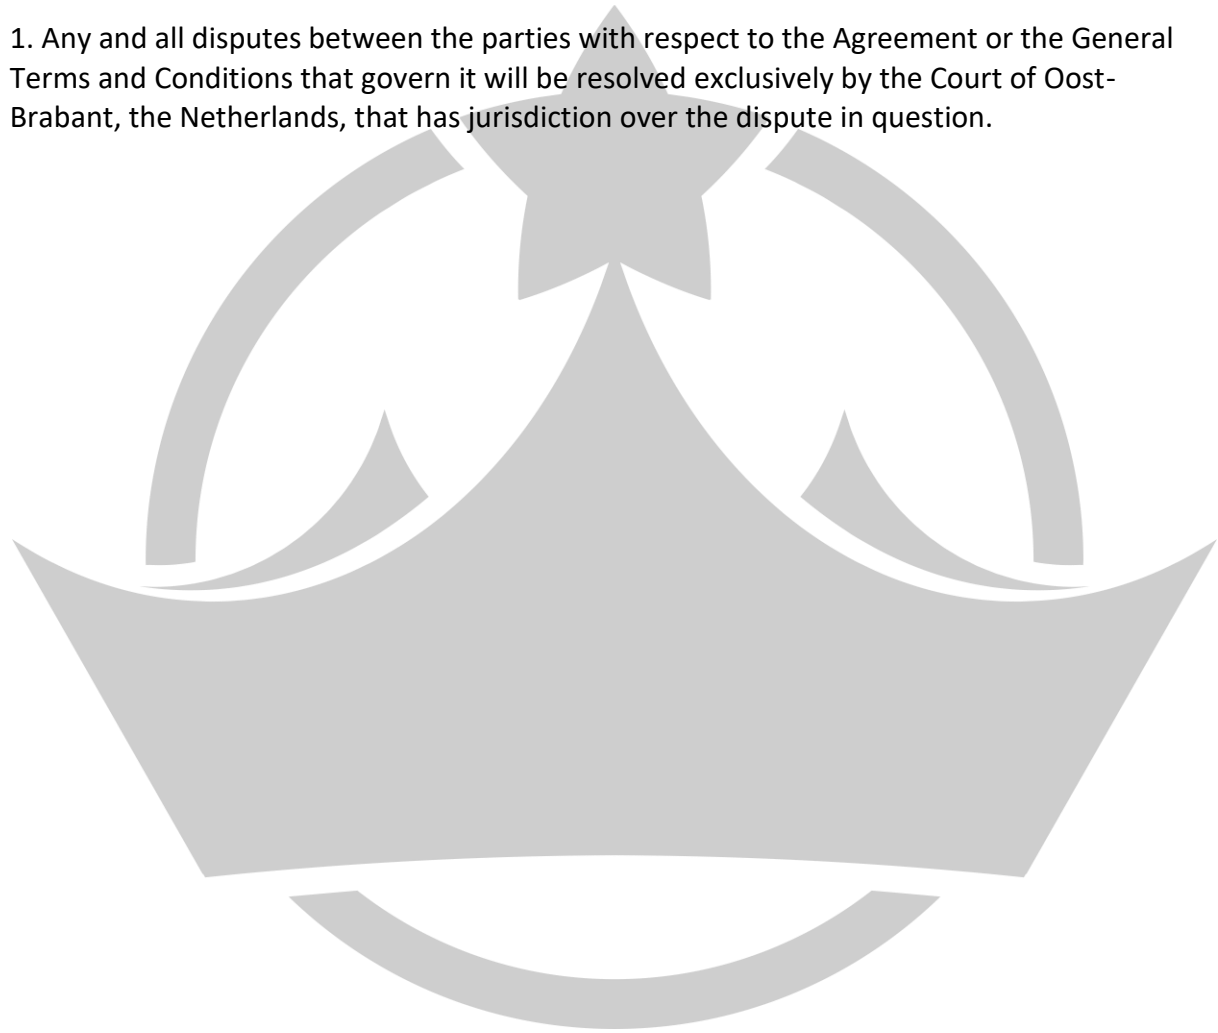 1. Any and all disputes between the parties with respect to the Agreement or the General
Terms and Conditions that govern it will be resolved exclusively by the Court of Oost-
Brabant, the Netherlands, that has jurisdiction over the dispute in question.